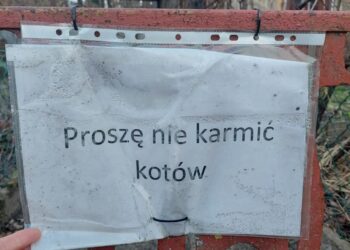 Proszę nie karmić
kotów